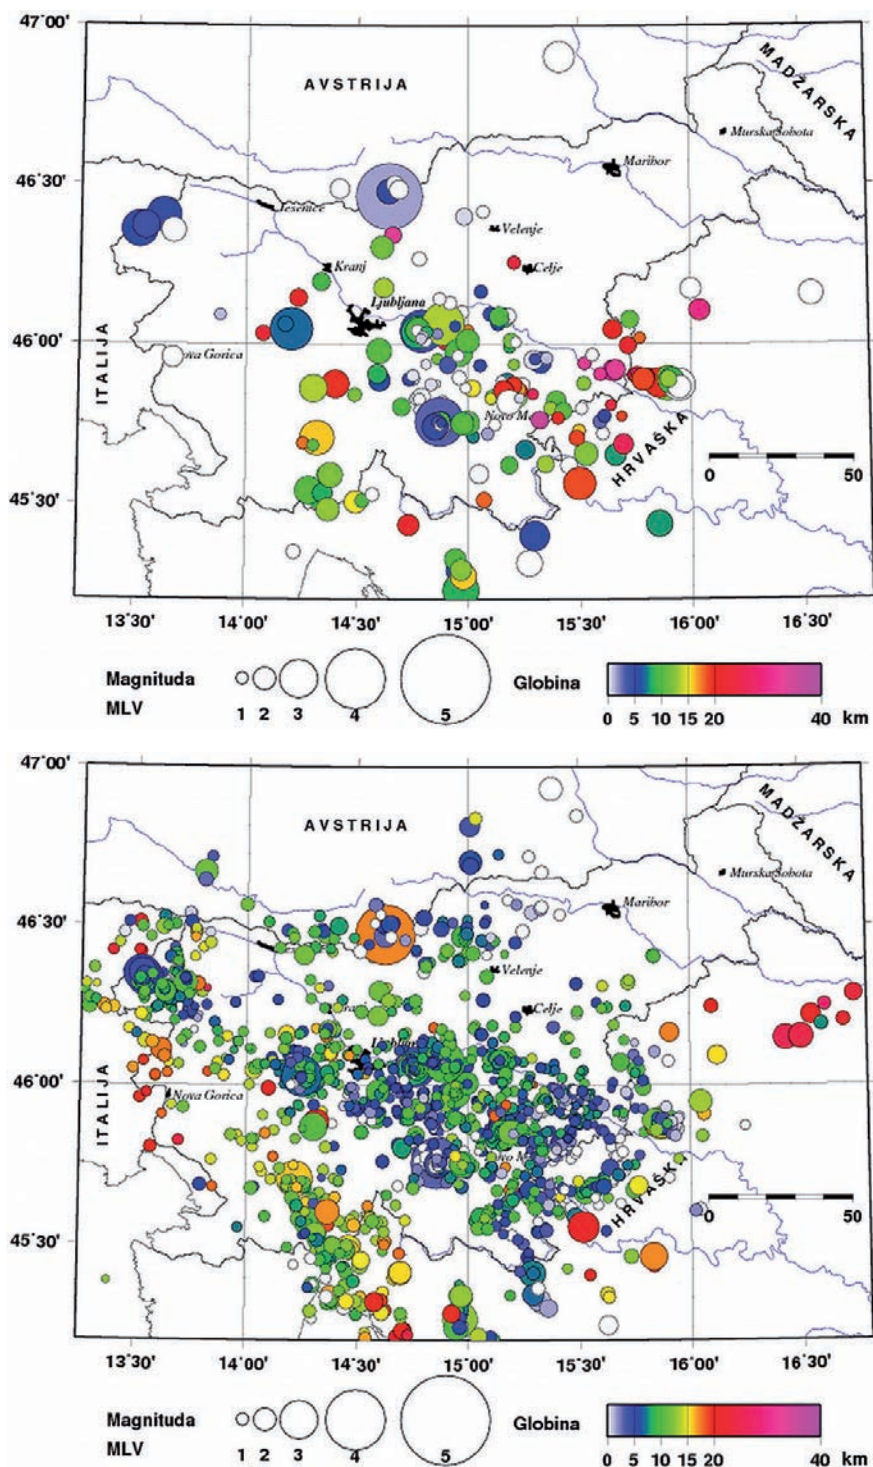 47˚00'
AVSTRIJA
MADŽARSKA
Murska Sobota
Maribor
46˚30'
Jesenice
Velenje
Kranj
Celje
Ljubljana
46˚00'
ITALIJA
Nova Gorica
Novo M
HRVAŠKA
0 50
45˚30'
13˚30' 14˚00' 14˚30' 15˚00' 15˚30' 16˚00' 16˚30'
Magnituda
MLV
1 2 3 4 5
Globina
0 5 10 15 20 40 km
47˚00'
AVSTRIJA
MADŽARSKA
Murska Sobota
Maribor
46˚30'
Velenje
Kranj
Celje
Ljubljana
46˚00'
ITALIJA
Nova Gorica
Novo M
HRVAŠKA
0 50
45˚30'
13˚30' 14˚00' 14˚30' 15˚00' 15˚30' 16˚00' 16˚30'
Magnituda
MLV
1 2 3 4 5
Globina
0 5 10 15 20 40 km